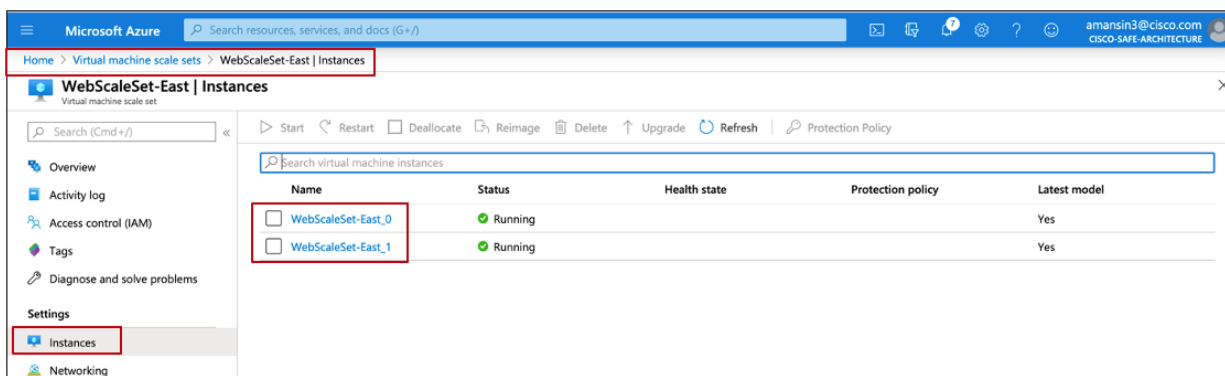 Microsoft Azure
Search resources, services, and docs (G+/)
7
amansin3@cisco.com
CISCO-SAFE-ARCHITECTURE
Home > Virtual machine scale sets > WebScaleSet-East | Instances
WebScaleSet-East | Instances
Virtual machine scale set
Search (Cmd+/)
«
Start Restart Deallocate Reimage Delete Upgrade Refresh Protection Policy
Search virtual machine instances
Overview
Activity log
Access control (IAM)
Tags
Diagnose and solve problems
Settings
Instances
Networking
Name Status Health state Protection policy Latest model
WebScaleSet-East_0 Running Yes
WebScaleSet-East_1 Running Yes